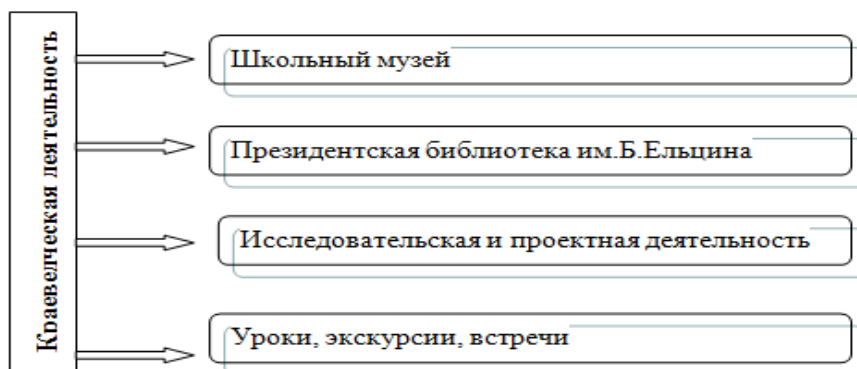 Краеведческая деятельность
Школьный музей
Президентская библиотека им.Б.Ельцина
Исследовательская и проектная деятельность
Уроки, экскурсии, встречи